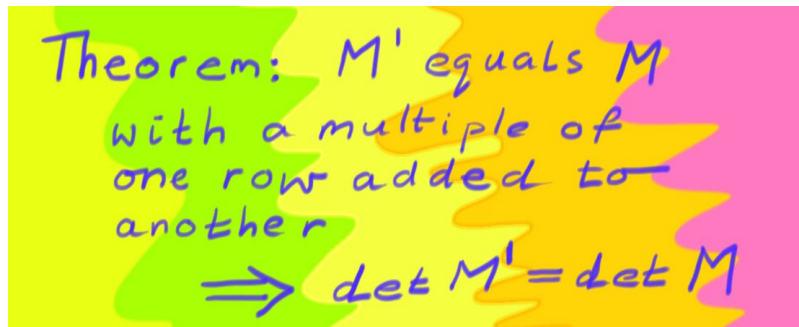 Theorem: M' equals M
with a multiple of
one row added to
another
⇒ det M' = det M